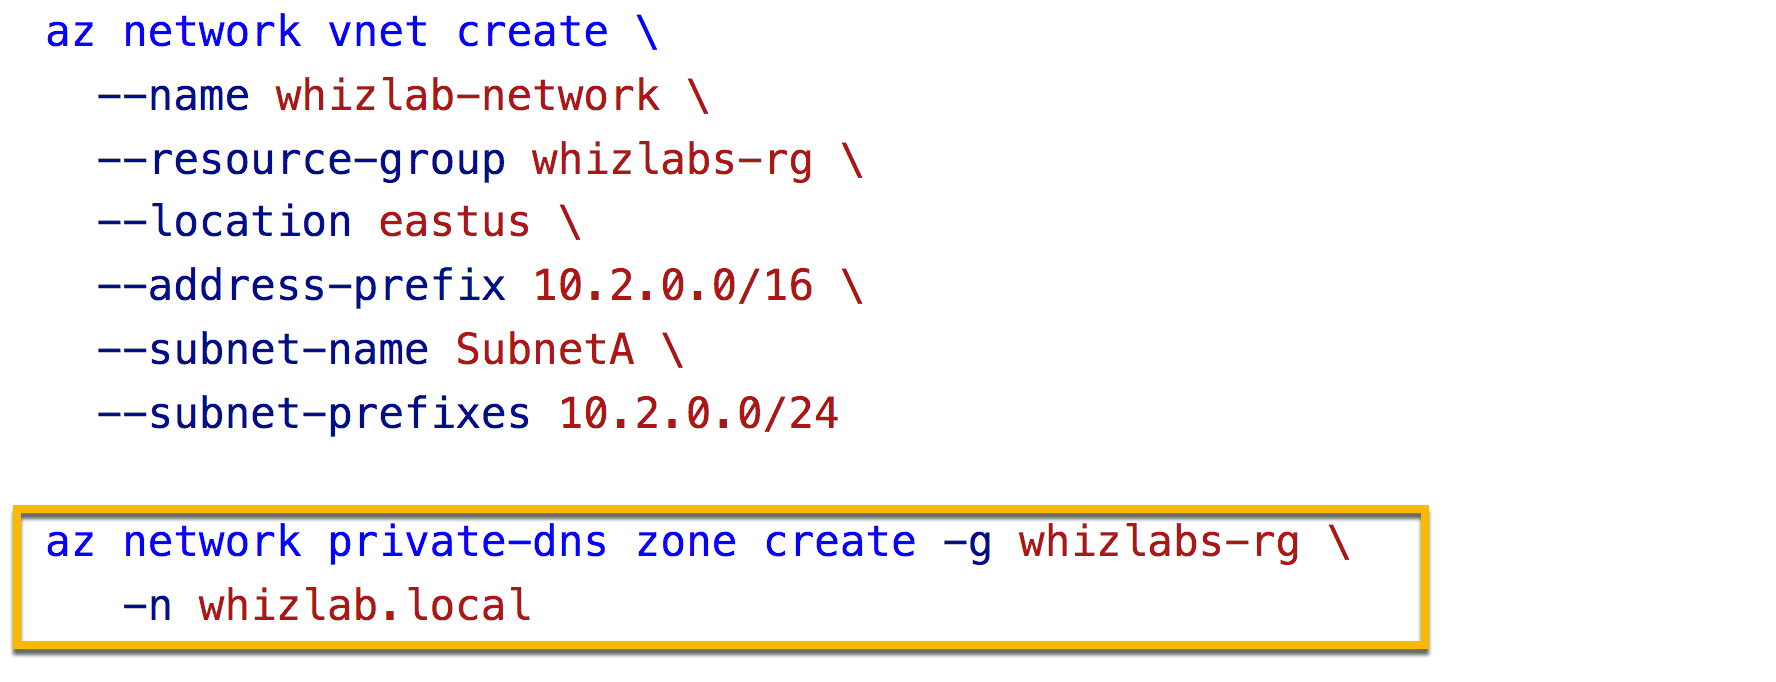 az network vnet create \
--name whizlab-network \
--resource-group whizlabs-rg \
--location eastus \
--address-prefix 10.2.0.0/16 \
--subnet-name SubnetA \
--subnet-prefixes 10.2.0.0/24
az network private-dns zone create -g whizlabs-rg \
-n whizlab.local